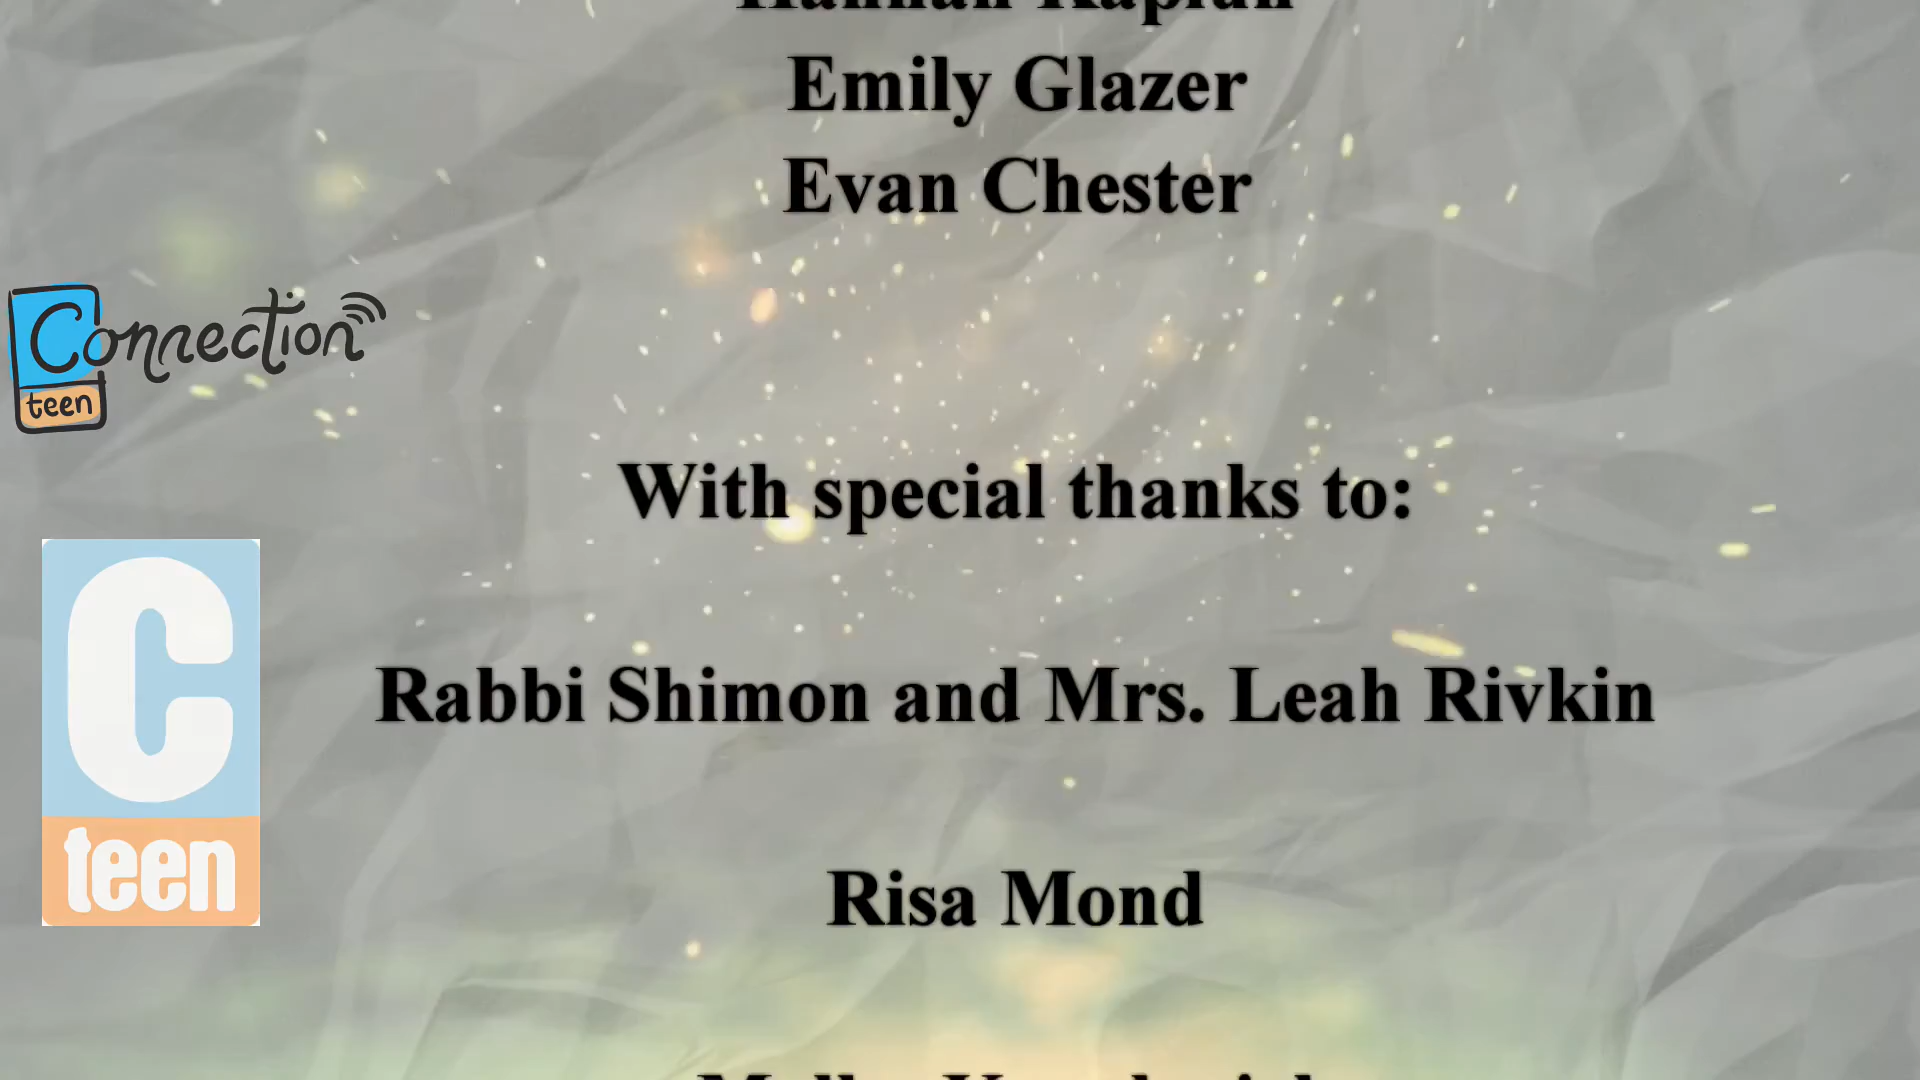 Emily Glazer
Evan Chester
Connection
teen
With special thanks to:
C
teen
Rabbi Shimon and Mrs. Leah Rivkin
Risa Mond